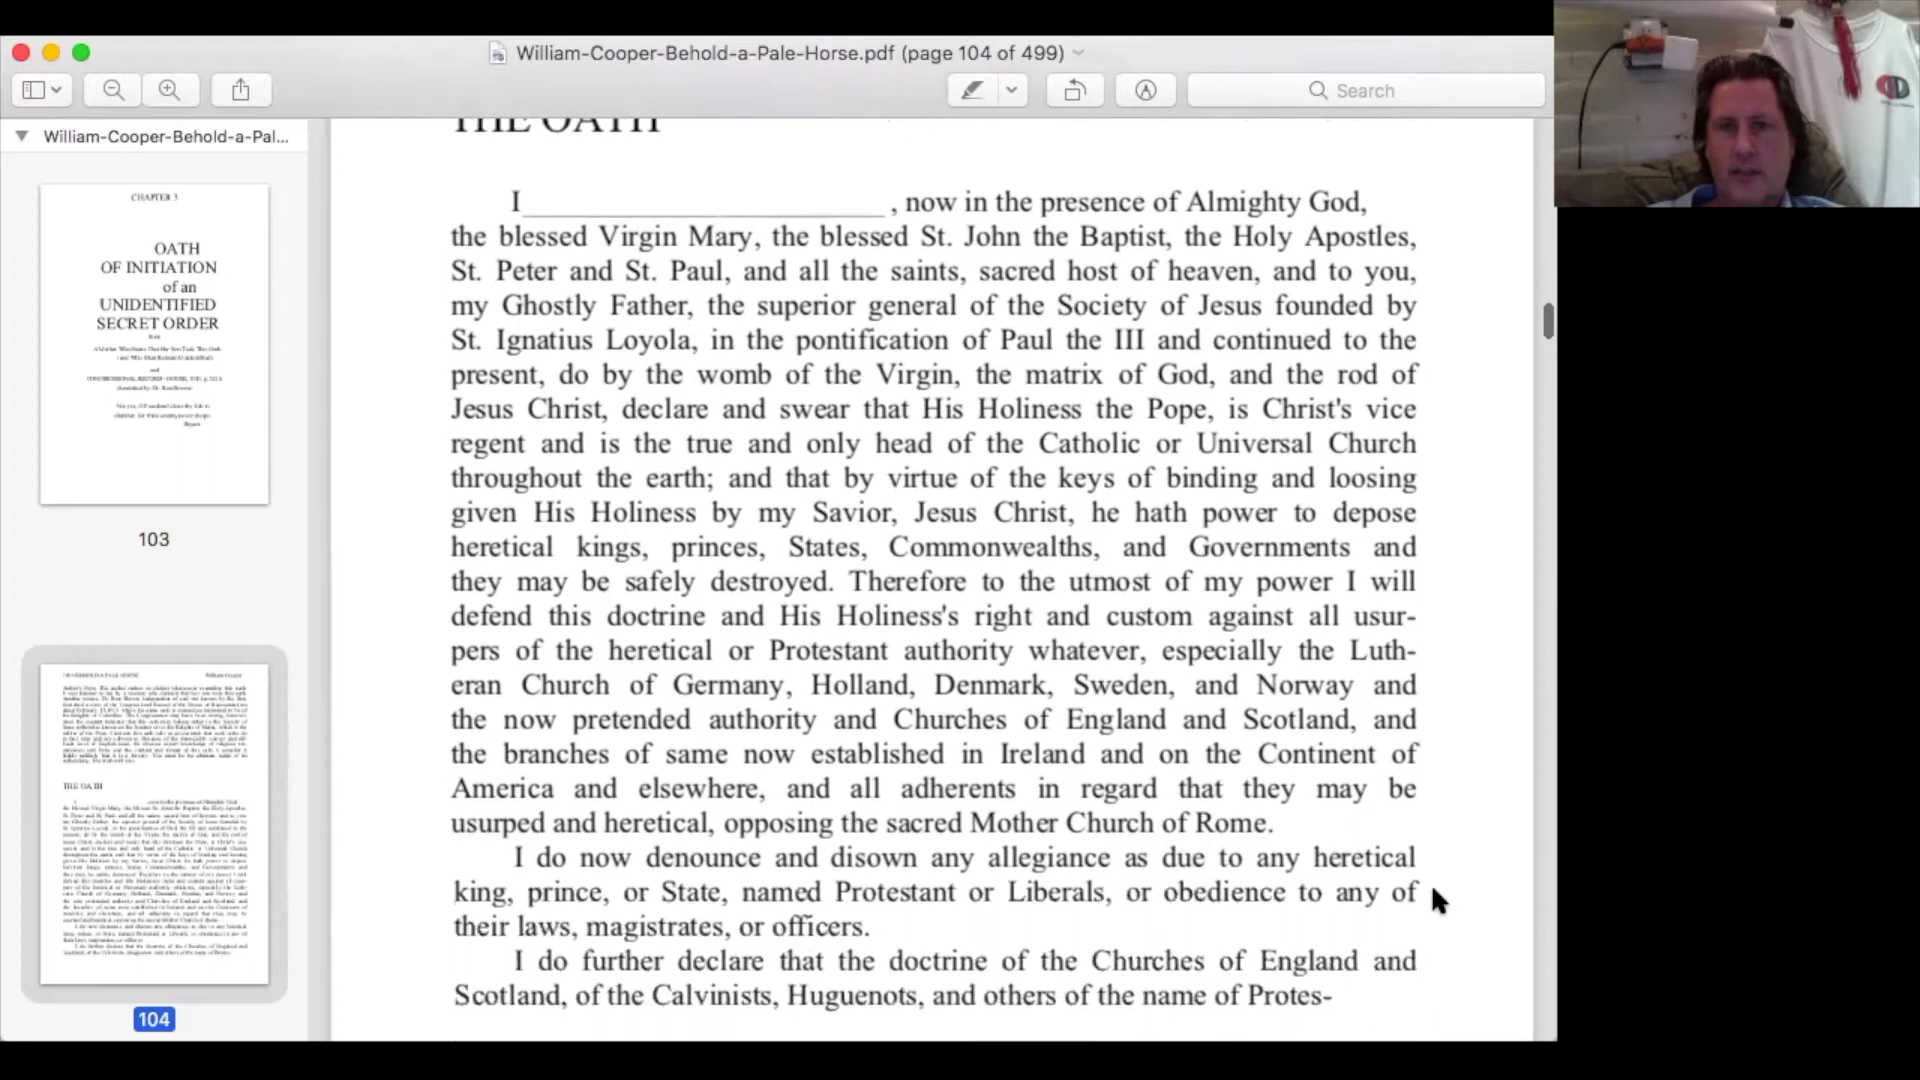 William-Cooper-Behold-a-Pale-Horse.pdf (page 104 of 499)
Search
William-Cooper-Behold-a-Pal...
CHAPTER 3
OATH
OF INITIATION
of an
UNIDENTIFIED
SECRET ORDER
103
THE OATH
104
THE OATH
I__________________________, now in the presence of Almighty God,
the blessed Virgin Mary, the blessed St. John the Baptist, the Holy Apostles,
St. Peter and St. Paul, and all the saints, sacred host of heaven, and to you,
my Ghostly Father, the superior general of the Society of Jesus founded by
St. Ignatius Loyola, in the pontification of Paul the III and continued to the
present, do by the womb of the Virgin, the matrix of God, and the rod of
Jesus Christ, declare and swear that His Holiness the Pope, is Christ's vice
regent and is the true and only head of the Catholic or Universal Church
throughout the earth; and that by virtue of the keys of binding and loosing
given His Holiness by my Savior, Jesus Christ, he hath power to depose
heretical kings, princes, States, Commonwealths, and Governments and
they may be safely destroyed. Therefore to the utmost of my power I will
defend this doctrine and His Holiness's right and custom against all usur-
pers of the heretical or Protestant authority whatever, especially the Luth-
eran Church of Germany, Holland, Denmark, Sweden, and Norway and
the now pretended authority and Churches of England and Scotland, and
the branches of same now established in Ireland and on the Continent of
America and elsewhere, and all adherents in regard that they may be
usurped and heretical, opposing the sacred Mother Church of Rome.
I do now denounce and disown any allegiance as due to any heretical
king, prince, or State, named Protestant or Liberals, or obedience to any of
their laws, magistrates, or officers.
I do further declare that the doctrine of the Churches of England and
Scotland, of the Calvinists, Huguenots, and others of the name of Protes-